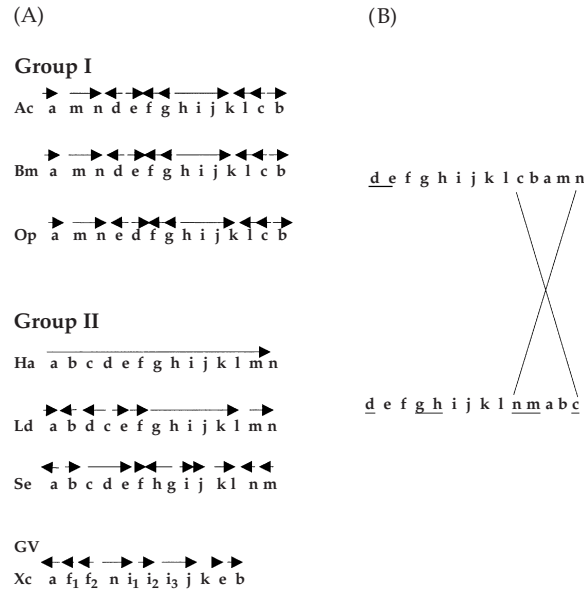 (A)
Group I
Ac a m n d e f g h i j k l c b
Bm a m n d e f g h i j k l c b
Op a m n e d f g h i j k l c b
Group II
Ha a b c d e f g h i j k l m n
Ld a b d c e f g h i j k l m n
Se a b c d e f h g i j k l n m
GV
Xc a f1 f2 n i1 i2 i3 j k e b
(B)
d e f g h i j k l c b a m n
d e f g h i j k l n m a b c